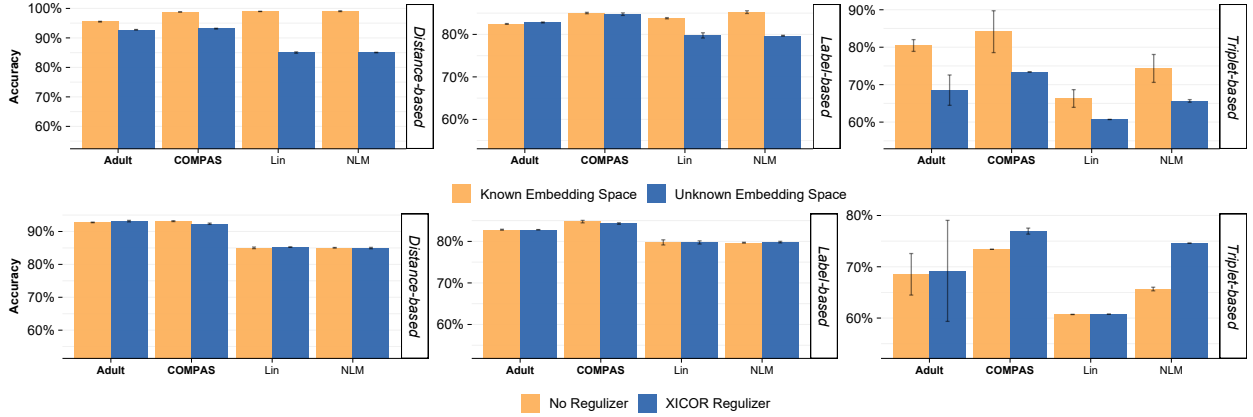 Accuracy
100%
90%
80%
70%
60%
Adult COMPAS Lin NLM
Distance-based
80%
70%
60%
Adult COMPAS Lin NLM
Label-based
90%
80%
70%
60%
Adult COMPAS Lin NLM
Triplet-based
Known Embedding Space Unknown Embedding Space
Accuracy
90%
80%
70%
60%
Adult COMPAS Lin NLM
Distance-based
80%
70%
60%
Adult COMPAS Lin NLM
Label-based
80%
70%
60%
Adult COMPAS Lin NLM
Triplet-based
No Regulizer XICOR Regulizer